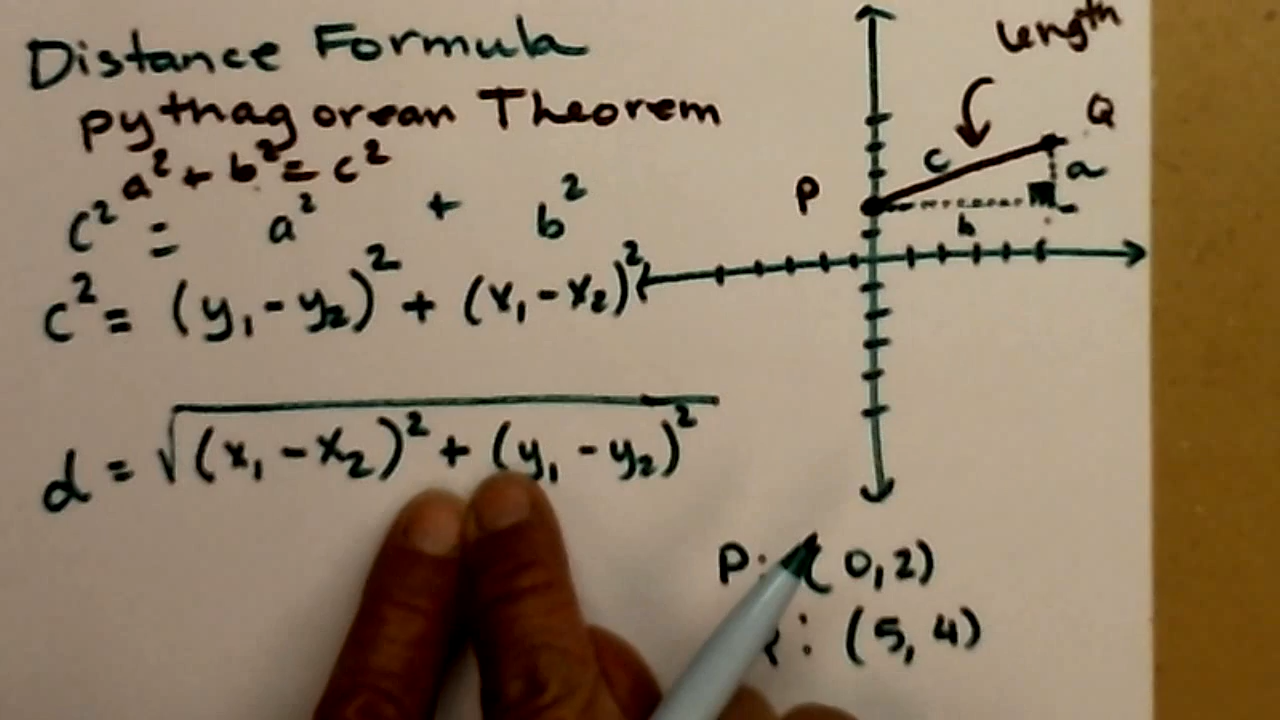 Distance Formula
pythagorean Theorem
a² + b² = c²
c² = a² + b²
c² = (y₁ - y₂)² + (x₁ - x₂)²
d = √(x₁ - x₂)² + (y₁ - y₂)²
length
Q
c
a
P
b
P: (0,2)
: (5, 4)